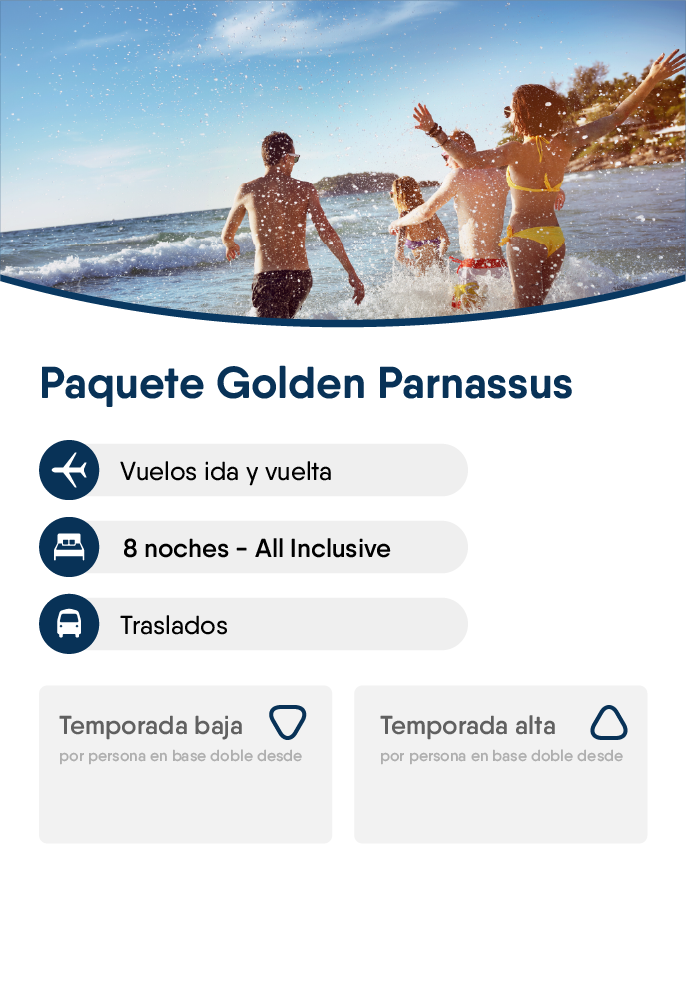 Paquete Golden Parnassus
Vuelos ida y vuelta
8 noches - All Inclusive
Traslados
Temporada baja
por persona en base doble desde
Temporada alta
por persona en base doble desde